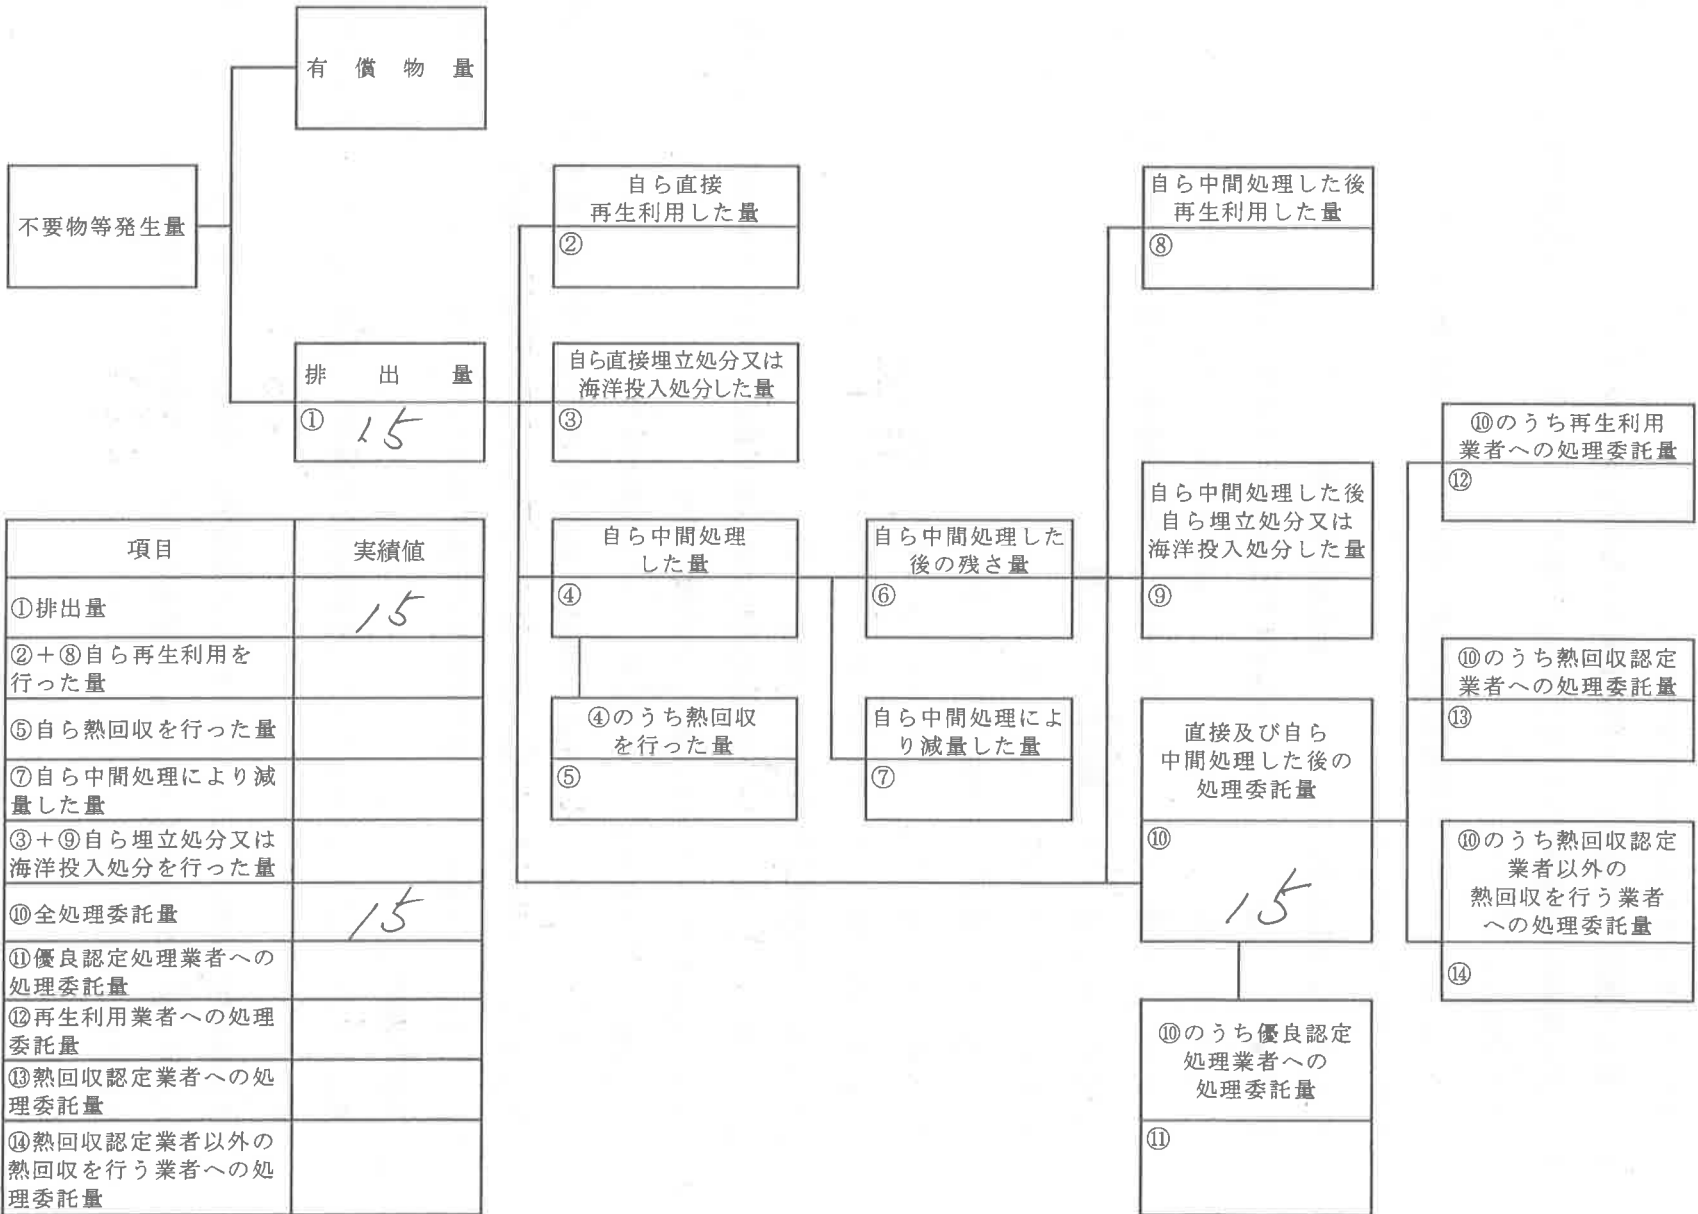 有償物量
不要物等発生量
排出量
① 15
自ら直接
再生利用した量
②
自ら直接埋立処分又は
海洋投入処分した量
③
自ら中間処理
した量
④
④のうち熱回収
を行った量
⑤
自ら中間処理した
後の残さ量
⑥
自ら中間処理によ
り減量した量
⑦
自ら中間処理した後
再生利用した量
⑧
自ら中間処理した後
自ら埋立処分又は
海洋投入処分した量
⑨
直接及び自ら
中間処理した後の
処理委託量
⑩
15
⑩のうち優良認定
処理業者への
処理委託量
⑪
⑩のうち再生利用
業者への処理委託量
⑫
⑩のうち熱回収認定
業者への処理委託量
⑬
⑩のうち熱回収認定
業者以外の
熱回収を行う業者
への処理委託量
⑭
項目 実績値
①排出量 15
②＋⑧自ら再生利用を
行った量
⑤自ら熱回収を行った量
⑦自ら中間処理により減
量した量
③＋⑨自ら埋立処分又は
海洋投入処分を行った量
⑩全処理委託量 15
⑪優良認定処理業者への
処理委託量
⑫再生利用業者への処理
委託量
⑬熱回収認定業者への処
理委託量
⑭熱回収認定業者以外の
熱回収を行う業者への処
理委託量